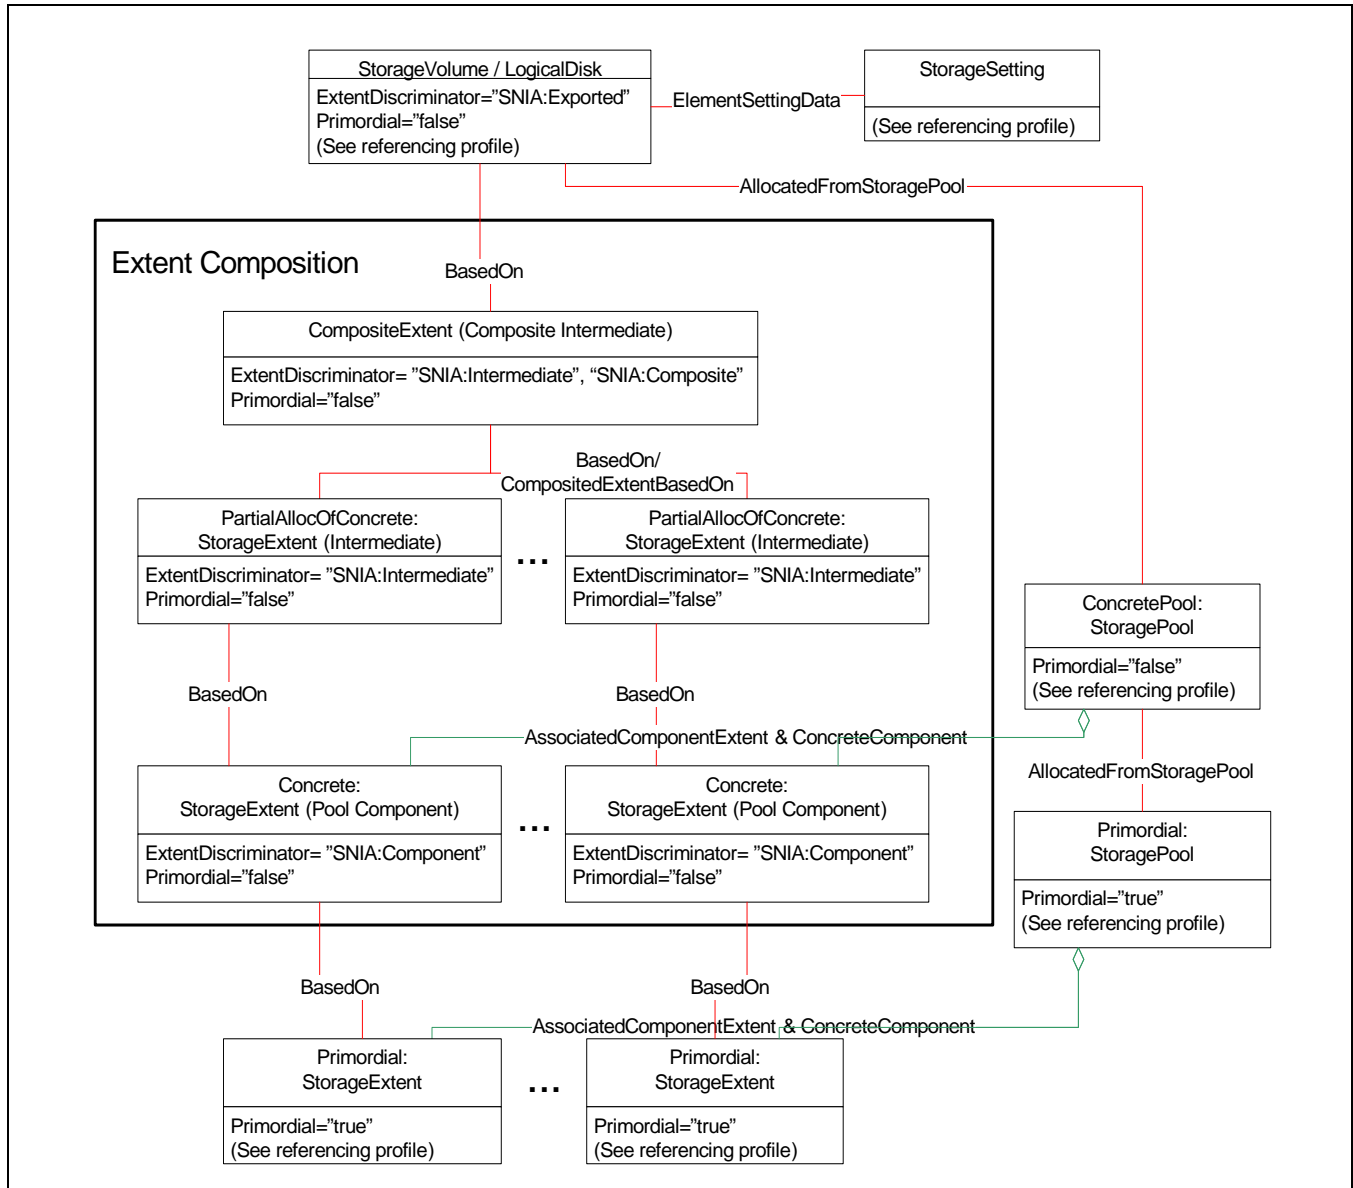 StorageVolume / LogicalDisk
ExtentDiscriminator=”SNIA:Exported”
Primordial=”false”
(See referencing profile)
ElementSettingData
StorageSetting
(See referencing profile)
AllocatedFromStoragePool
Extent Composition
BasedOn
CompositeExtent (Composite Intermediate)
ExtentDiscriminator= ”SNIA:Intermediate”, “SNIA:Composite”
Primordial=”false”
BasedOn/
CompositedExtentBasedOn
PartialAllocOfConcrete:
StorageExtent (Intermediate)
ExtentDiscriminator= ”SNIA:Intermediate”
Primordial=”false”
...
PartialAllocOfConcrete:
StorageExtent (Intermediate)
ExtentDiscriminator= ”SNIA:Intermediate”
Primordial=”false”
ConcretePool:
StoragePool
Primordial=”false”
(See referencing profile)
BasedOn
BasedOn
AssociatedComponentExtent & ConcreteComponent
AllocatedFromStoragePool
Concrete:
StorageExtent (Pool Component)
ExtentDiscriminator= ”SNIA:Component”
Primordial=”false”
...
Concrete:
StorageExtent (Pool Component)
ExtentDiscriminator= ”SNIA:Component”
Primordial=”false”
Primordial:
StoragePool
Primordial=”true”
(See referencing profile)
BasedOn
BasedOn
AssociatedComponentExtent & ConcreteComponent
Primordial:
StorageExtent
Primordial=”true”
(See referencing profile)
...
Primordial:
StorageExtent
Primordial=”true”
(See referencing profile)